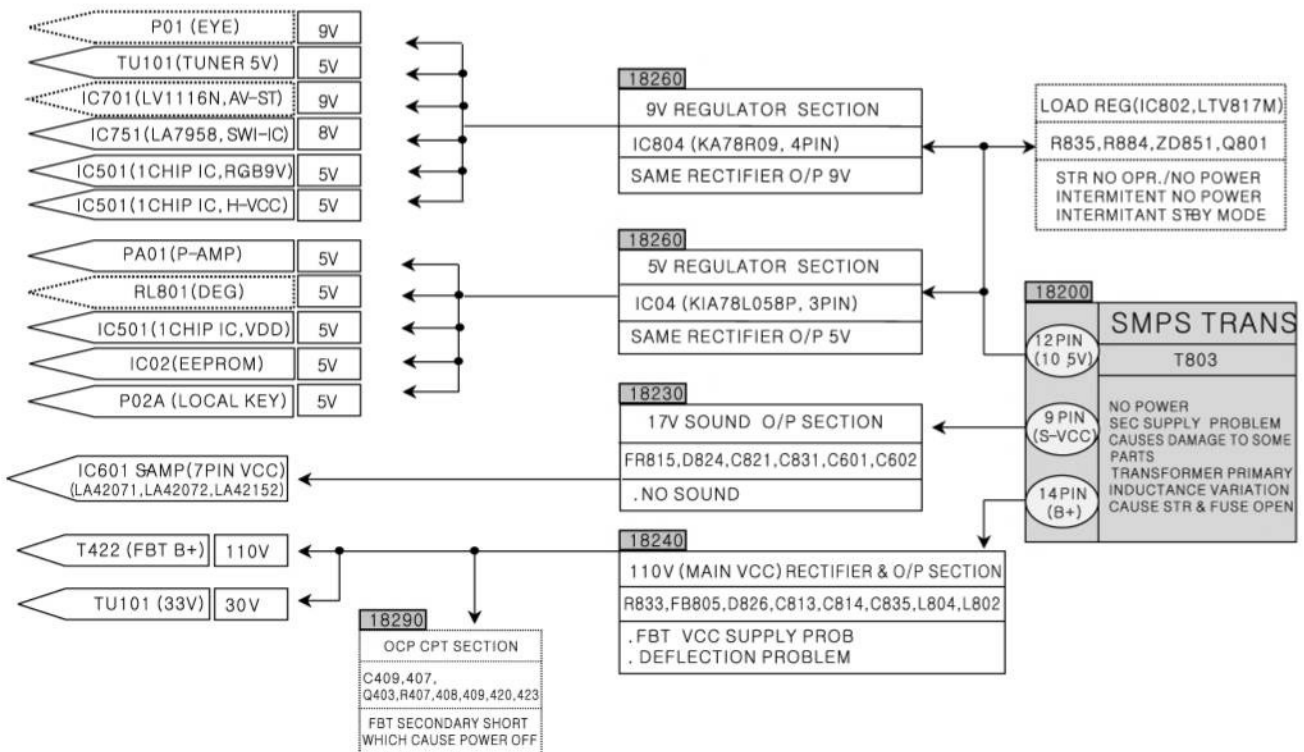 P01 (EYE) 9V
TU101(TUNER 5V) 5V
IC701(LV1116N,AV-ST) 9V
IC751(LA7958,SWI-IC) 8V
IC501(1CHIP IC,RGB9V) 5V
IC501(1CHIP IC,H-VCC) 5V
PA01(P-AMP) 5V
RL801(DEG) 5V
IC501(1CHIP IC,VDD) 5V
IC02(EEPROM) 5V
P02A (LOCAL KEY) 5V
IC601 S-AMP(7PIN VCC)
(LA42071,LA42072,LA42152)
T422 (FBT B+) 110V
TU101 (33V) 30V
18260
9V REGULATOR SECTION
IC804 (KA78R09, 4PIN)
SAME RECTIFIER O/P 9V
18260
5V REGULATOR SECTION
IC04 (KIA78L058P, 3PIN)
SAME RECTIFIER O/P 5V
18230
17V SOUND O/P SECTION
FR815,D824,C821,C831,C601,C602
.NO SOUND
18240
110V (MAIN VCC) RECTIFIER & O/P SECTION
R833,FB805,D826,C813,C814,C835,L804,L802
.FBT VCC SUPPLY PROB
. DEFLECTION PROBLEM
18290
OCP CPT SECTION
C409,407,
Q403,R407,408,409,420,423
FBT SECONDARY SHORT
WHICH CAUSE POWER OFF
LOAD REG(IC802,LTV817M)
R835,R884,ZD851,Q801
STR NO OPR./NO POWER
INTERMITENT NO POWER
INTERMITANT STBY MODE
18200
SMPS TRANS
T803
12PIN
(10 5V)
9 PIN
(S-VCC)
14PIN
(B+)
NO POWER
SEC SUPPLY PROBLEM
CAUSES DAMAGE TO SOME
PARTS
TRANSFORMER PRIMARY
INDUCTANCE VARIATION
CAUSE STR & FUSE OPEN